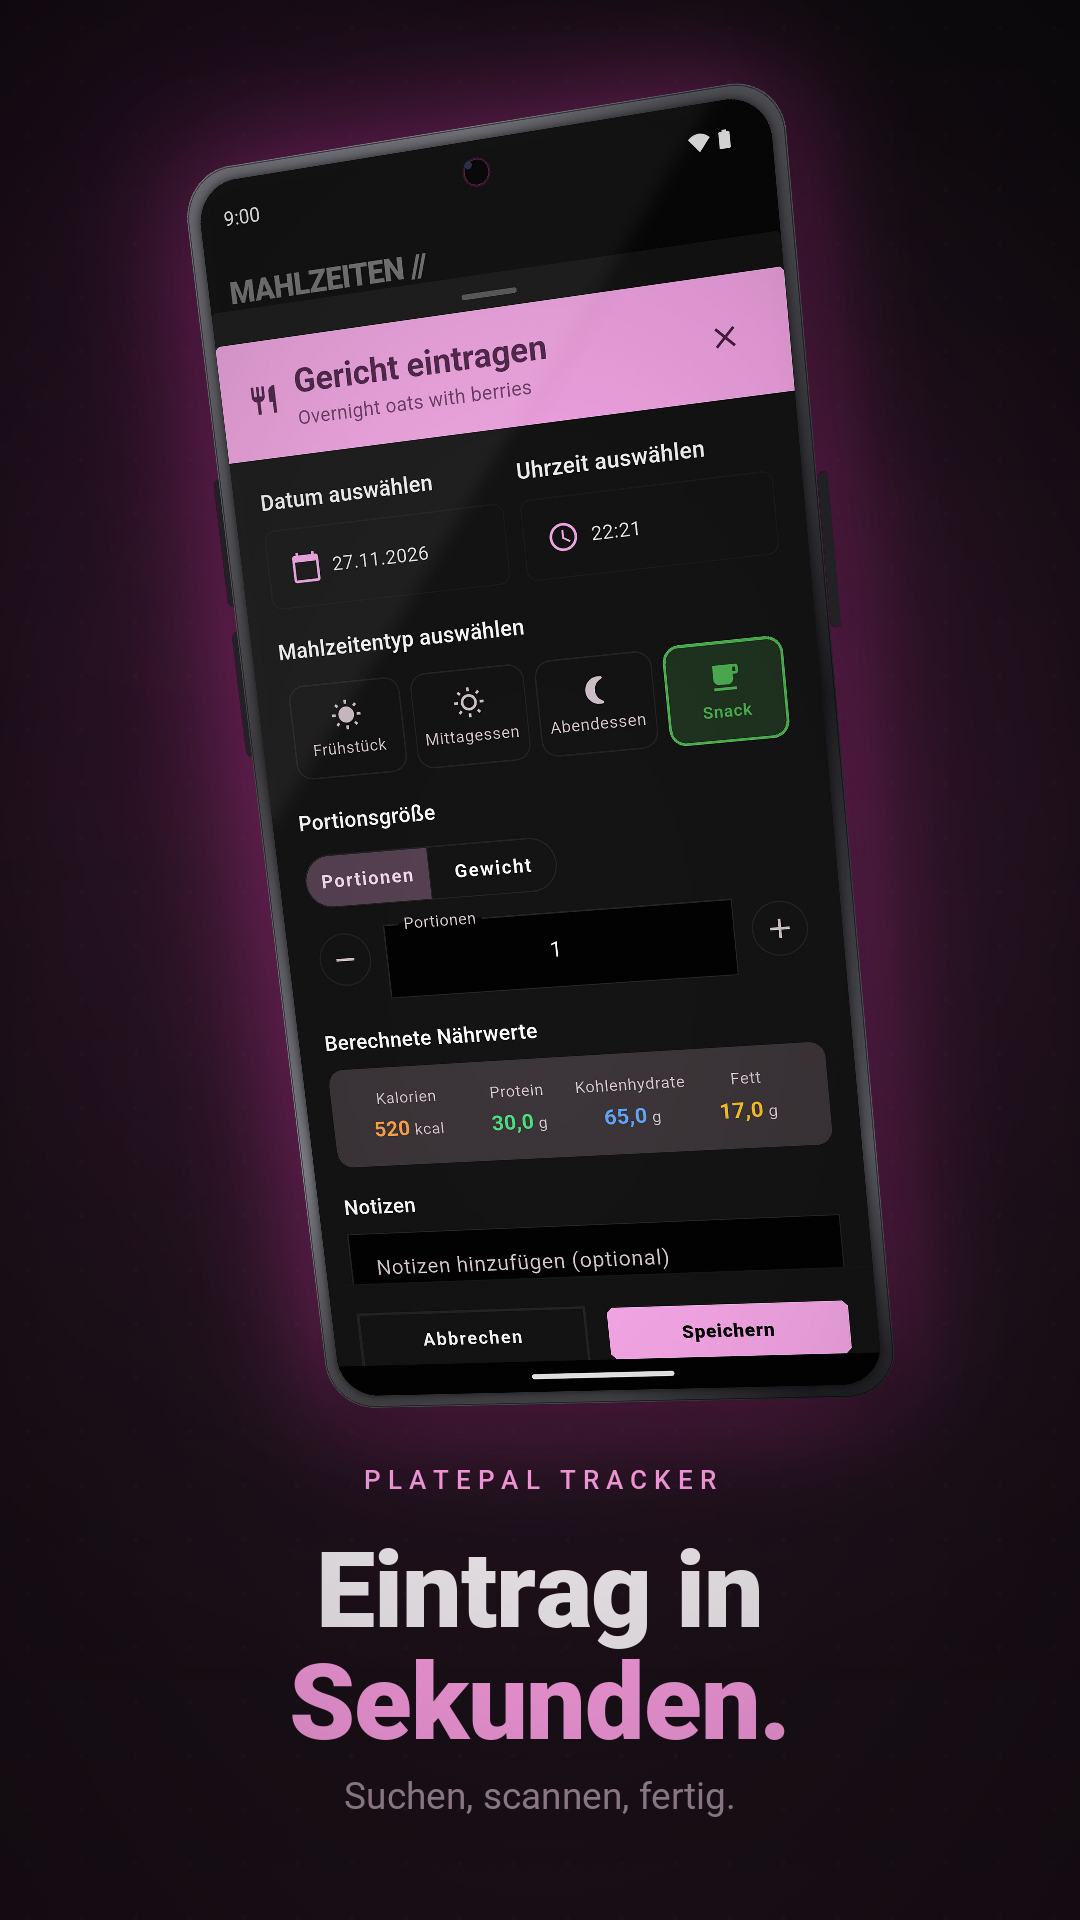 9:00
MAHLZEITEN //
Gericht eintragen
Overnight oats with berries
Datum auswählen
Uhrzeit auswählen
27.11.2026
22:21
Mahlzeitentyp auswählen
Frühstück
Mittagessen
Abendessen
Snack
Portionsgröße
Portionen
Gewicht
Portionen
1
Berechnete Nährwerte
Kalorien
Protein
Kohlenhydrate
Fett
520 kcal
30,0 g
65,0 g
17,0 g
Notizen
Notizen hinzufügen (optional)
Abbrechen
Speichern
PLATEPAL TRACKER
Eintrag in
Sekunden.
Suchen, scannen, fertig.